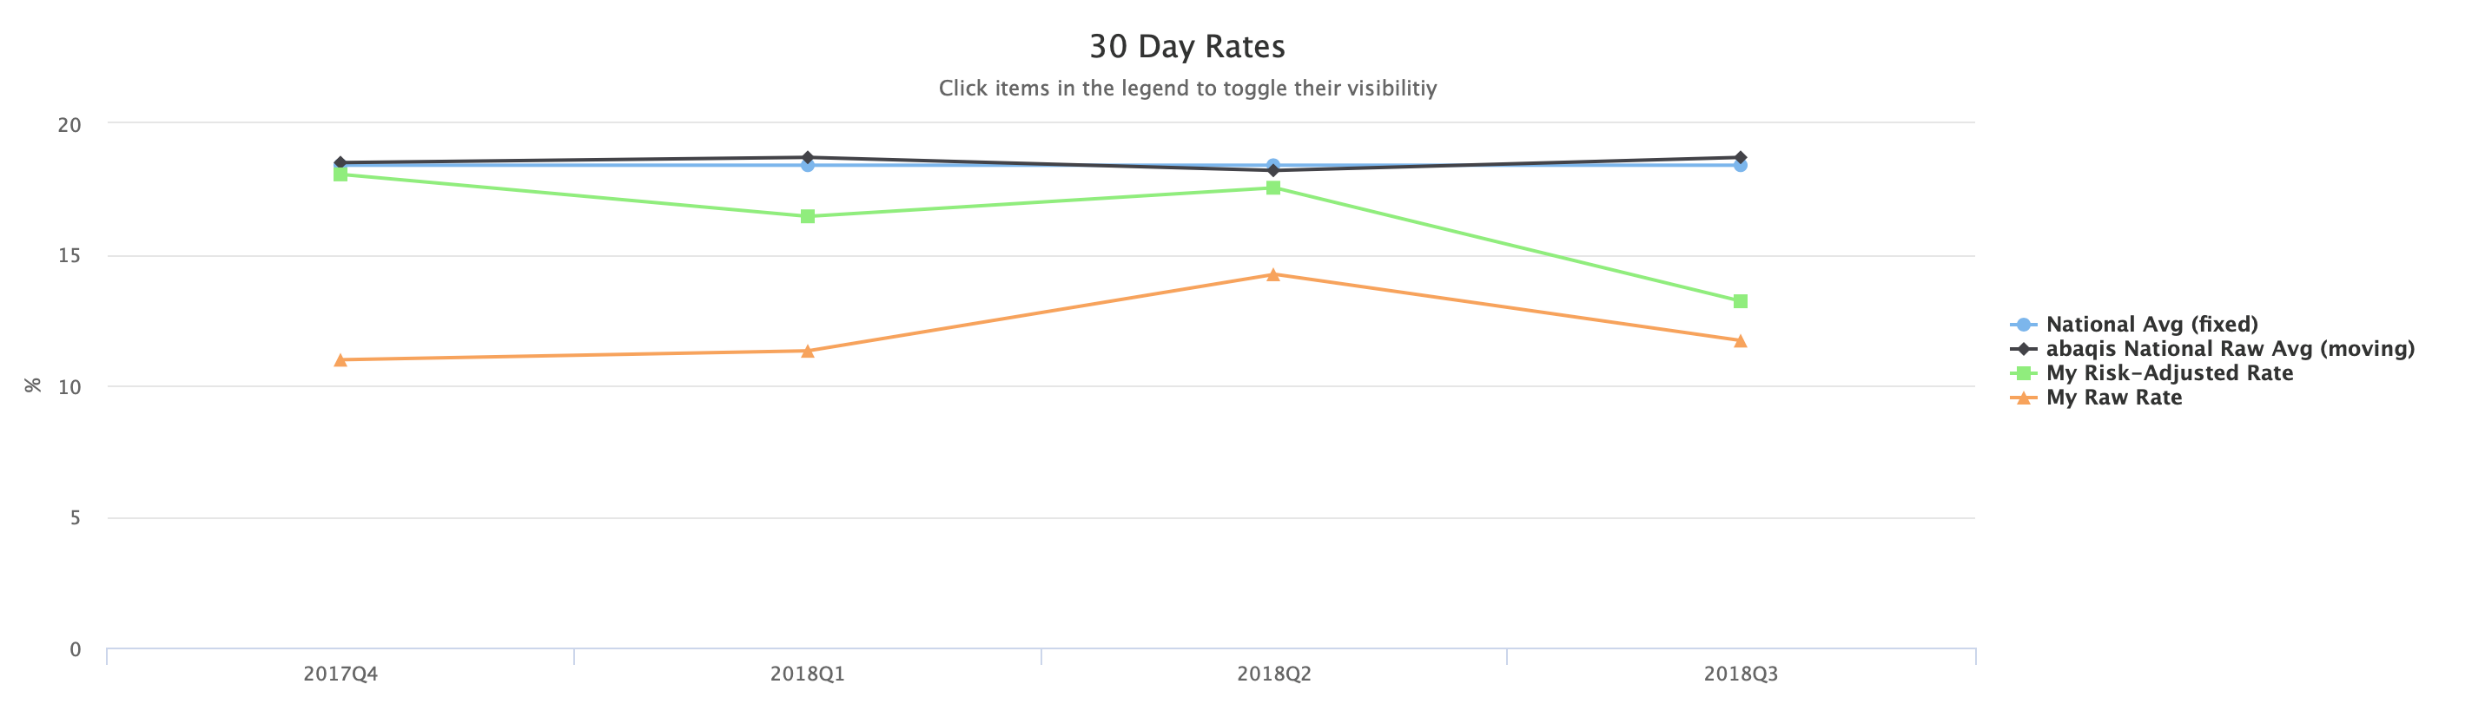 30 Day Rates
Click items in the legend to toggle their visibilitiy
20
15
10
5
0
%
2017Q4 2018Q1 2018Q2 2018Q3
National Avg (fixed)
abaqis National Raw Avg (moving)
My Risk-Adjusted Rate
My Raw Rate